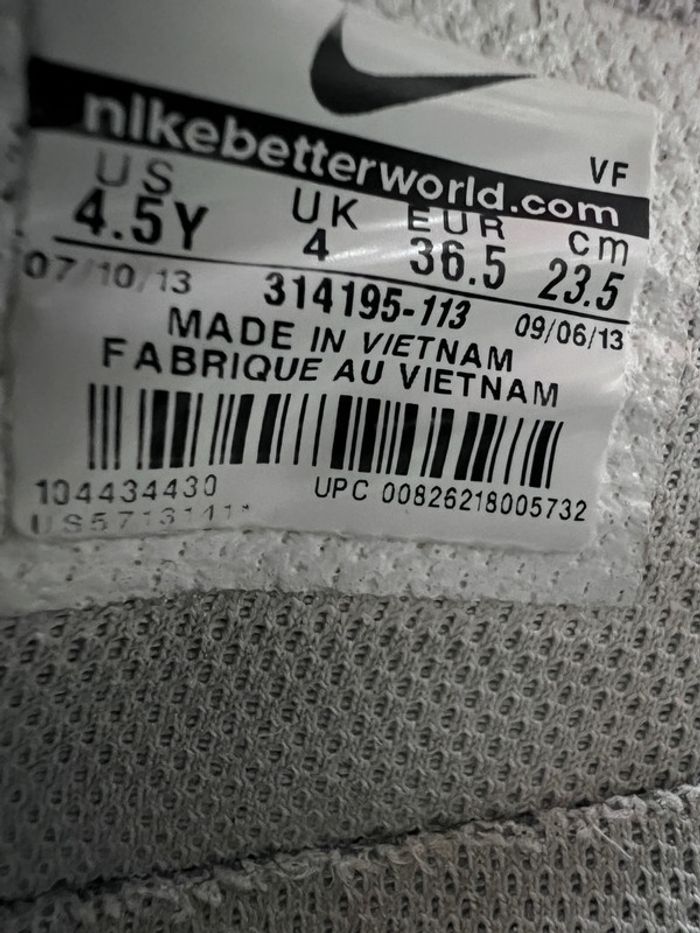 nikebetterworld.com
VF
US UK EUR cm
4.5Y 4 36.5 23.5
07/10/13 314195-113 09/06/13
MADE IN VIETNAM
FABRIQUE AU VIETNAM
104434430 UPC 00826218005732